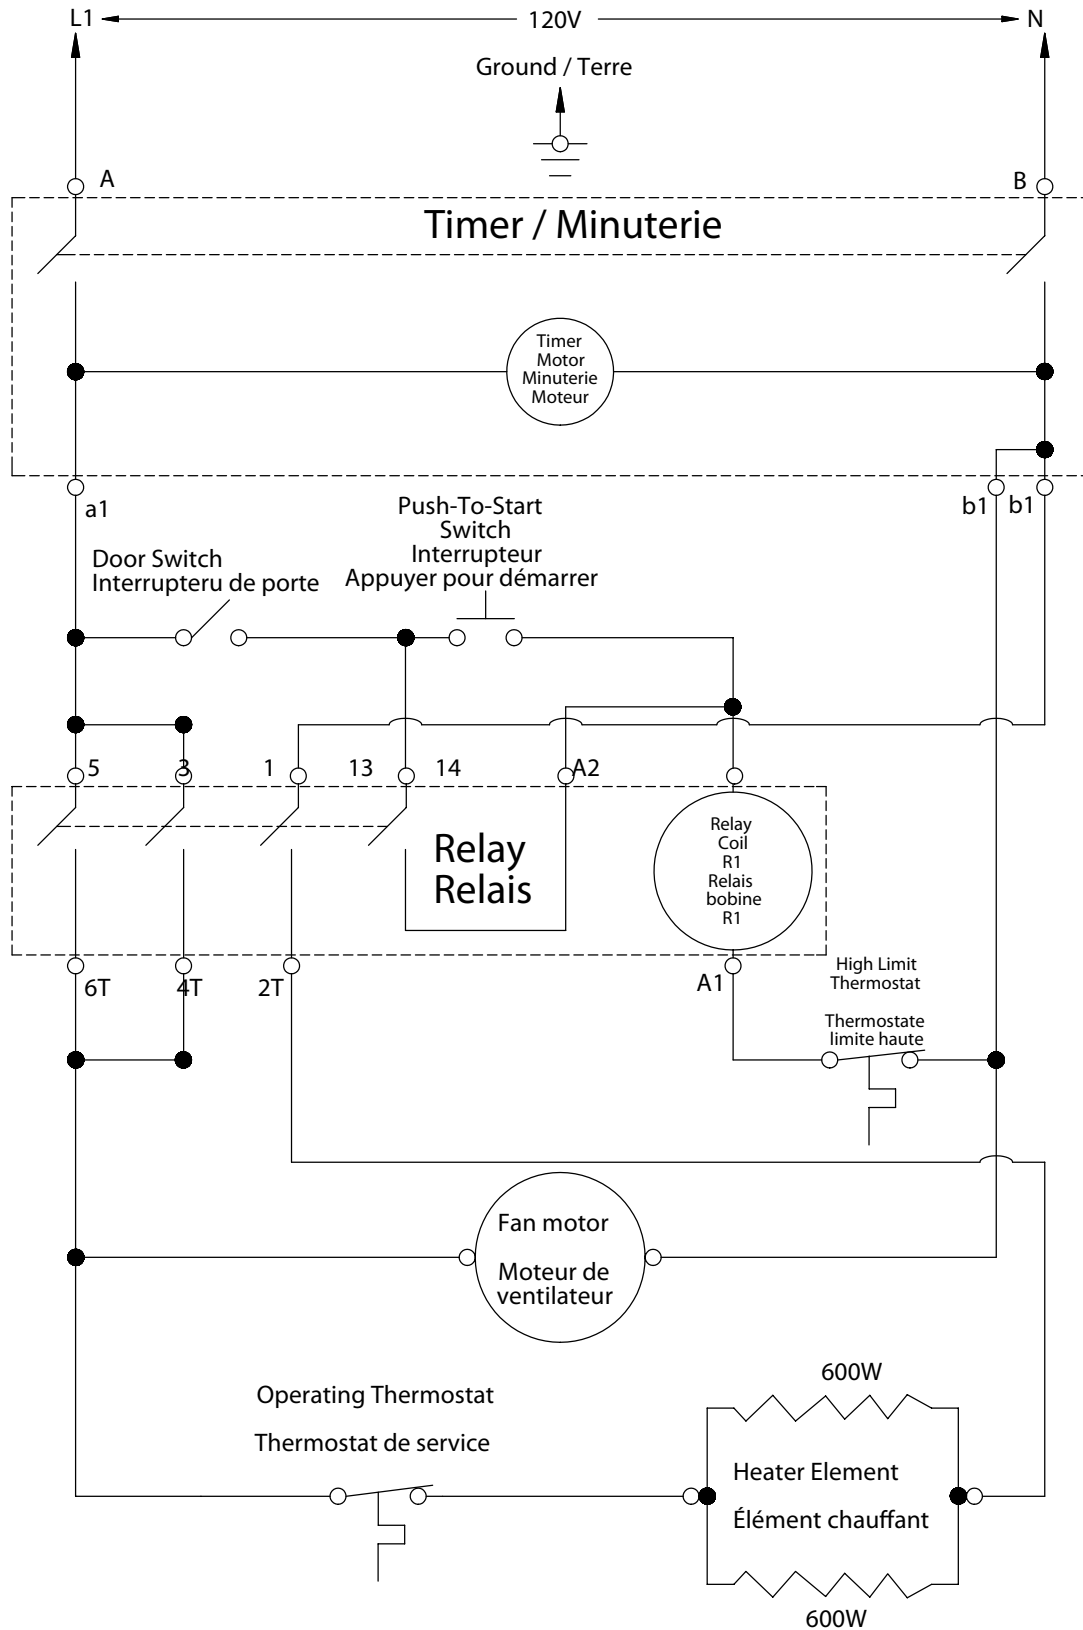 L1
120V
N
Ground / Terre
A
B
Timer / Minuterie
Timer
Motor
Minuterie
Moteur
a1
b1
b1
Push-To-Start
Switch
Interrupteur
Appuyer pour démarrer
Door Switch
Interrupteru de porte
5
3
1
13
14
A2
Relay
Relais
Relay
Coil
R1
Relais
bobine
R1
6T
4T
2T
A1
High Limit
Thermostat
Thermostate
limite haute
Fan motor
Moteur de
ventilateur
Operating Thermostat
Thermostat de service
600W
Heater Element
Élément chauffant
600W